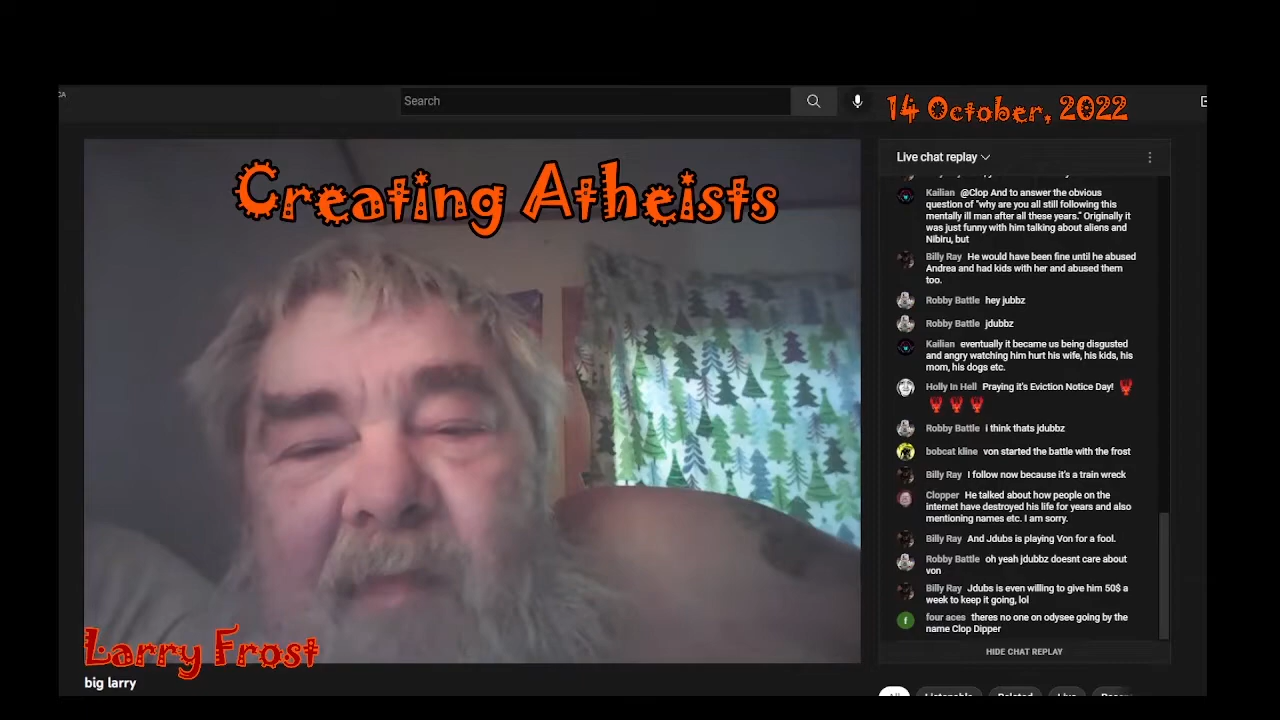 CA
Search
14 October, 2022
Creating Atheists
Larry Frost
big larry
Live chat replay
Kailian @Clop And to answer the obvious
question of "why are you all still following this
mentally ill man after all these years." Originally it
was just funny with him talking about aliens and
Nibiru, but
Billy Ray He would have been fine until he abused
Andrea and had kids with her and abused them
too.
Robby Battle hey jubbz
Robby Battle jdubbz
Kailian eventually it became us being disgusted
and angry watching him hurt his wife, his kids, his
mom, his dogs etc.
Holly In Hell Praying it's Eviction Notice Day!
Robby Battle i think thats jdubbz
bobcat kline von started the battle with the frost
Billy Ray I follow now because it's a train wreck
Clopper He talked about how people on the
internet have destroyed his life for years and also
mentioning names etc. I am sorry.
Billy Ray And Jdubs is playing Von for a fool.
Robby Battle oh yeah jdubbz doesnt care about
von
Billy Ray Jdubs is even willing to give him 50$ a
week to keep it going, lol
f four aces theres no one on odysee going by the
name Clop Dipper
HIDE CHAT REPLAY